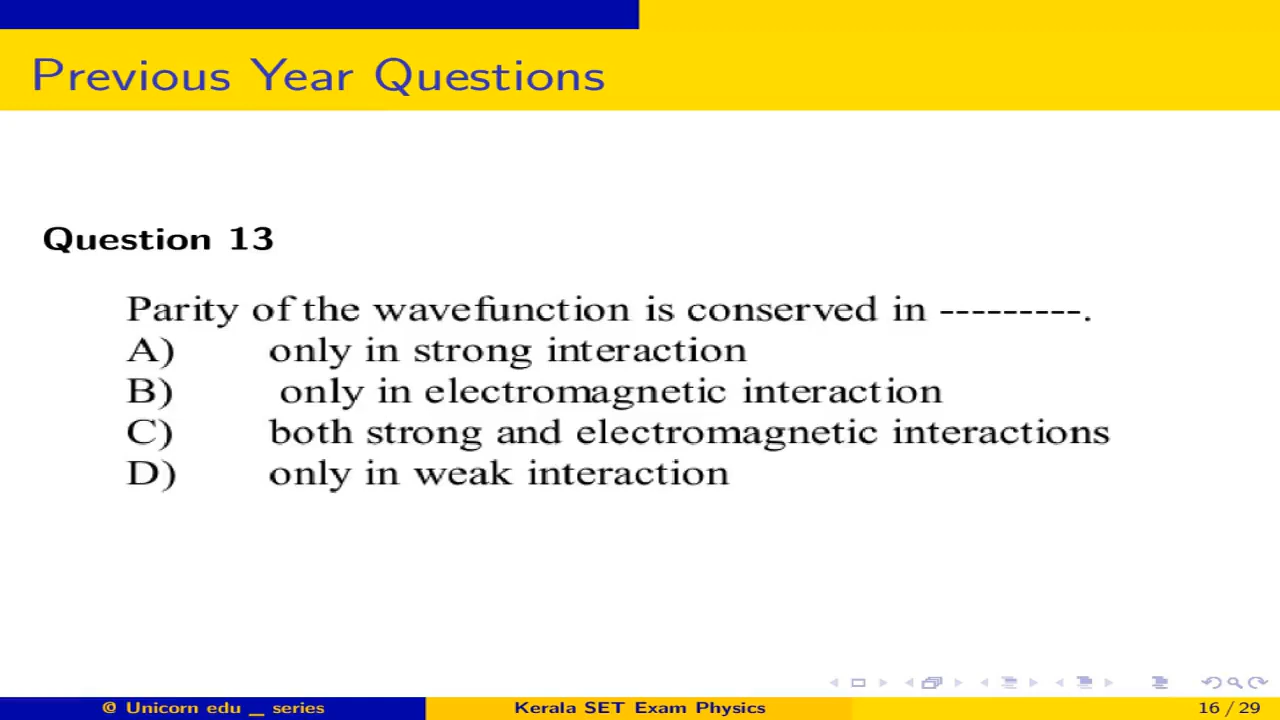 Previous Year Questions
Question 13
Parity of the wavefunction is conserved in ---------.
A) only in strong interaction
B) only in electromagnetic interaction
C) both strong and electromagnetic interactions
D) only in weak interaction
@ Unicorn edu _ series Kerala SET Exam Physics 16 / 29